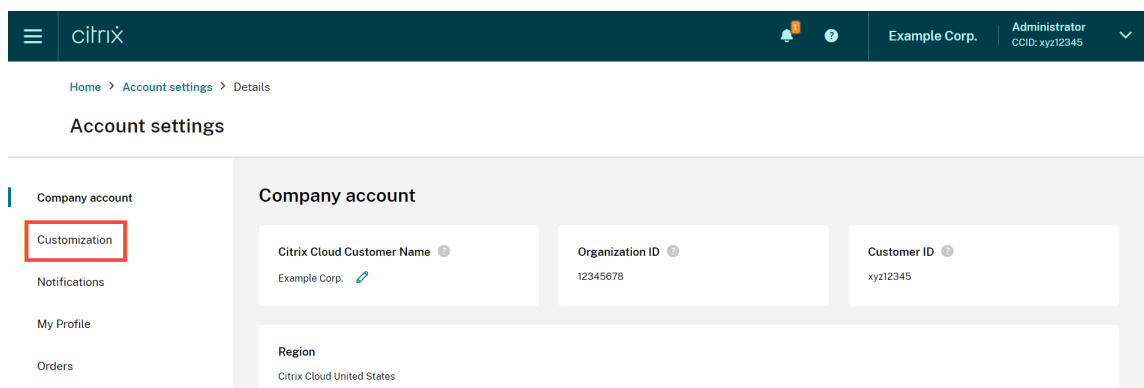 citrix
1
?
Example Corp.
Administrator
CCID: xyz12345
Home > Account settings > Details
Account settings
Company account
Customization
Notifications
My Profile
Orders
Company account
Citrix Cloud Customer Name ?
Example Corp.
Organization ID ?
12345678
Customer ID ?
xyz12345
Region
Citrix Cloud United States